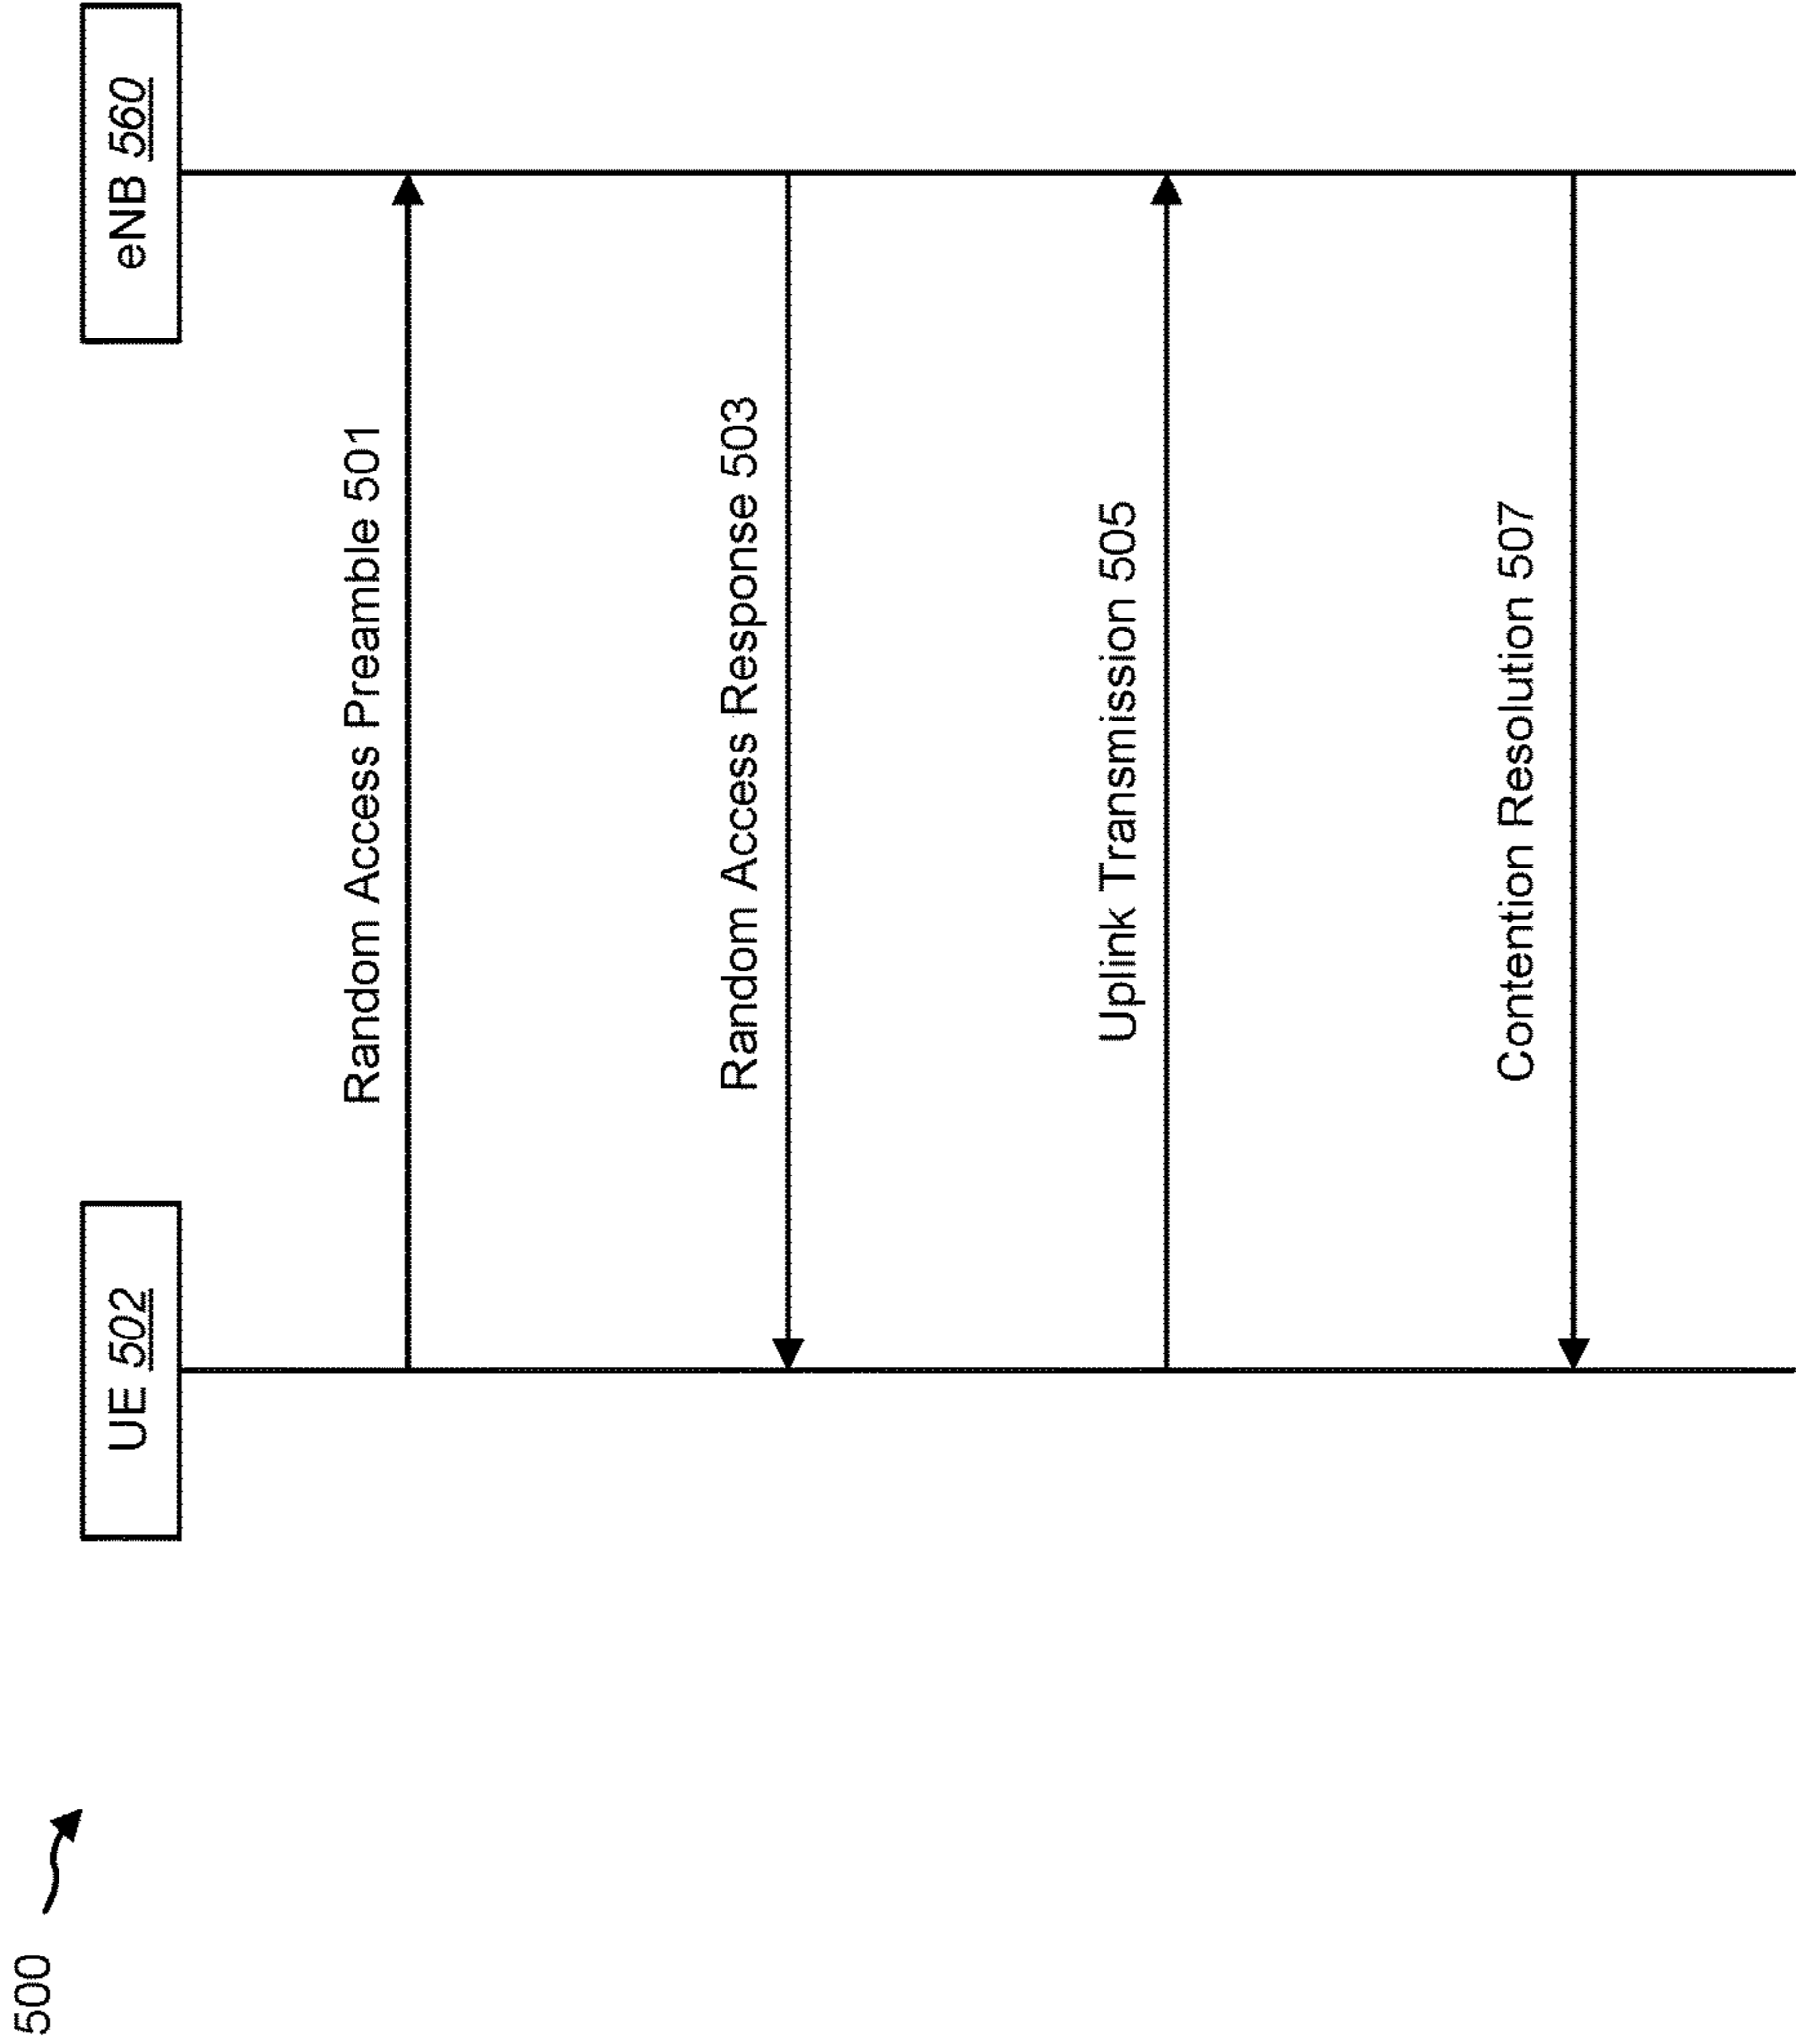 500
UE 502
eNB 560
Random Access Preamble 501
Random Access Response 503
Uplink Transmission 505
Contention Resolution 507